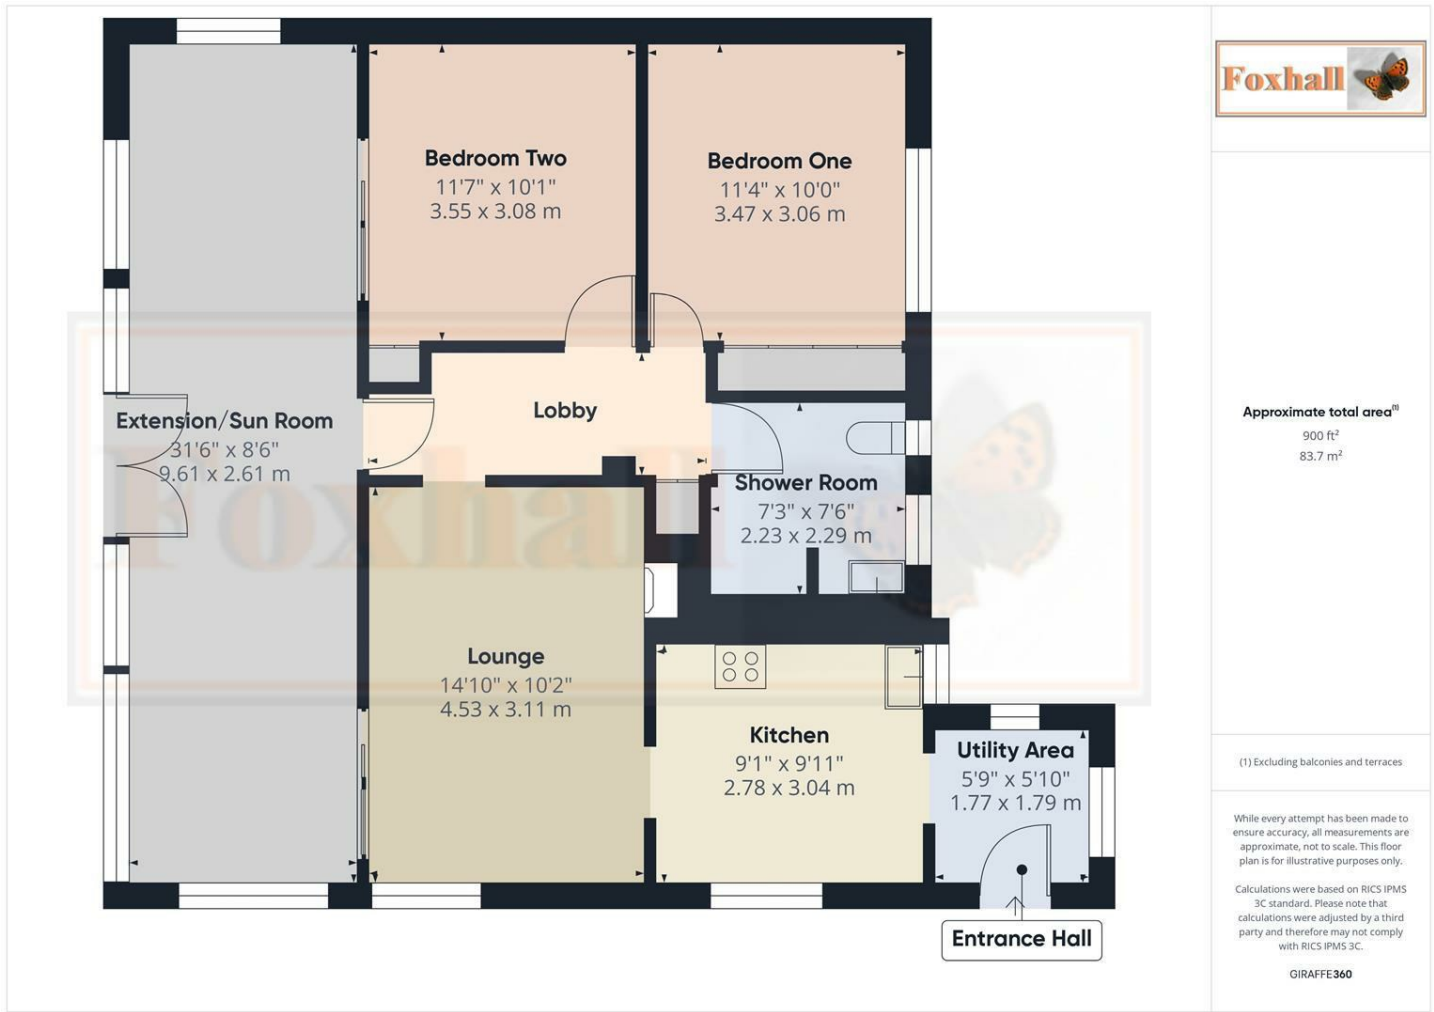 Bedroom Two
11'7" x 10'1"
3.55 x 3.08 m
Bedroom One
11'4" x 10'0"
3.47 x 3.06 m
Extension/Sun Room
31'6" x 8'6"
9.61 x 2.61 m
Lobby
Shower Room
7'3" x 7'6"
2.23 x 2.29 m
Lounge
14'10" x 10'2"
4.53 x 3.11 m
Kitchen
9'1" x 9'11"
2.78 x 3.04 m
Utility Area
5'9" x 5'10"
1.77 x 1.79 m
Entrance Hall
Foxhall
Foxhall
Approximate total area(1)
900 ft²
83.7 m²
(1) Excluding balconies and terraces
While every attempt has been made to
ensure accuracy, all measurements are
approximate, not to scale. This floor
plan is for illustrative purposes only.
Calculations were based on RICS IPMS
3C standard. Please note that
calculations were adjusted by a third
party and therefore may not comply
with RICS IPMS 3C.
GIRAFFE360